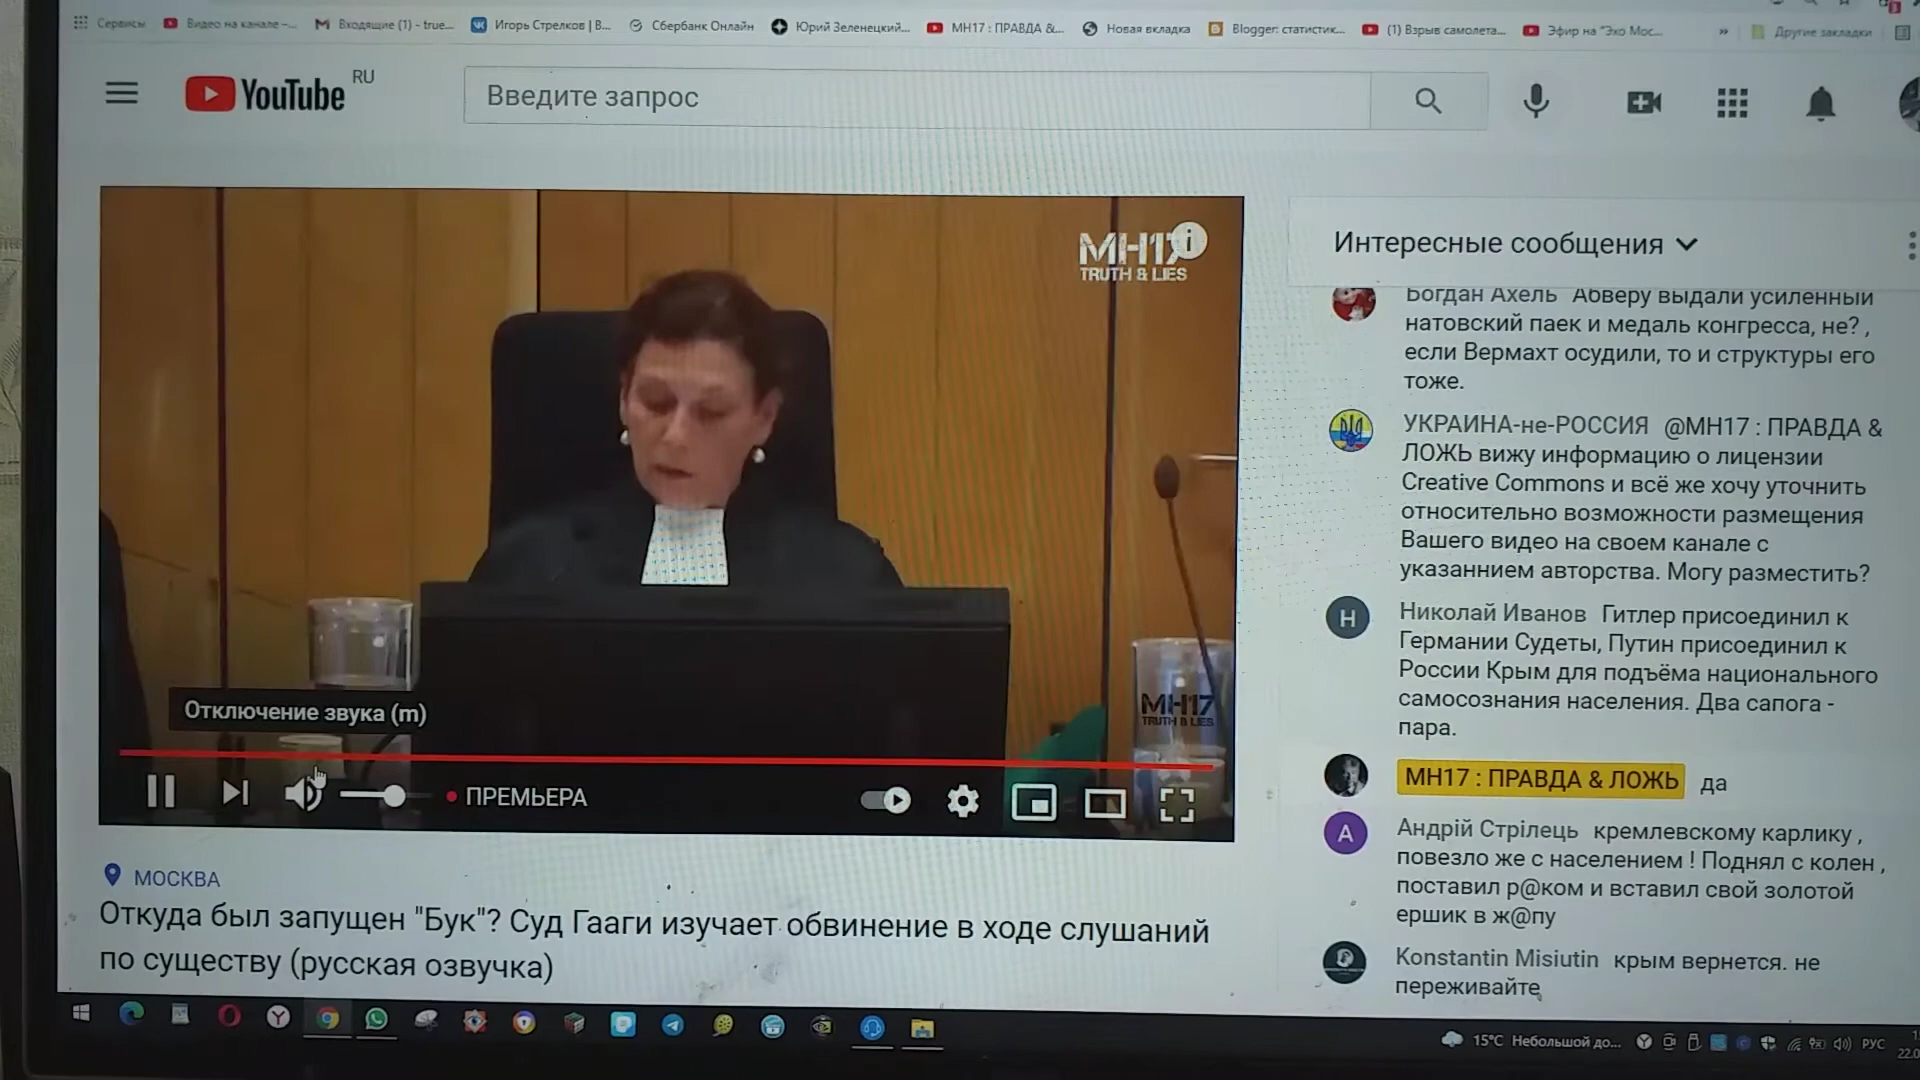 Сервисы
Видео на канале –...
Входящие (1) - true...
Игорь Стрелков | В...
Сбербанк Онлайн
Юрий Зеленецкий...
МН17 : ПРАВДА &...
Новая вкладка
Blogger: статистик...
(1) Взрыв самолета...
Эфир на "Эхо Мос...
»
Другие закладки
YouTube RU
Введите запрос
MH17
TRUTH & LIES
MH17
TRUTH & LIES
Отключение звука (m)
ПРЕМЬЕРА
МОСКВА
Откуда был запущен "Бук"? Суд Гааги изучает обвинение в ходе слушаний
по существу (русская озвучка)
Интересные сообщения
Богдан Ахель Абверу выдали усиленный
натовский паек и медаль конгресса, не? ,
если Вермахт осудили, то и структуры его
тоже.
УКРАИНА-не-РОССИЯ @МН17 : ПРАВДА &
ЛОЖЬ вижу информацию о лицензии
Creative Commons и всё же хочу уточнить
относительно возможности размещения
Вашего видео на своем канале с
указаннием авторства. Могу разместить?
Н
Николай Иванов Гитлер присоединил к
Германии Судеты, Путин присоединил к
России Крым для подъёма национального
самосознания населения. Два сапога -
пара.
МН17 : ПРАВДА & ЛОЖЬ да
А
Андрій Стрілець кремлевскому карлику ,
повезло же с населением ! Поднял с колен ,
поставил р@ком и вставил свой золотой
ершик в ж@пу
Konstantin Misiutin крым вернется. не
переживайте
15°C Небольшой до...
РУС